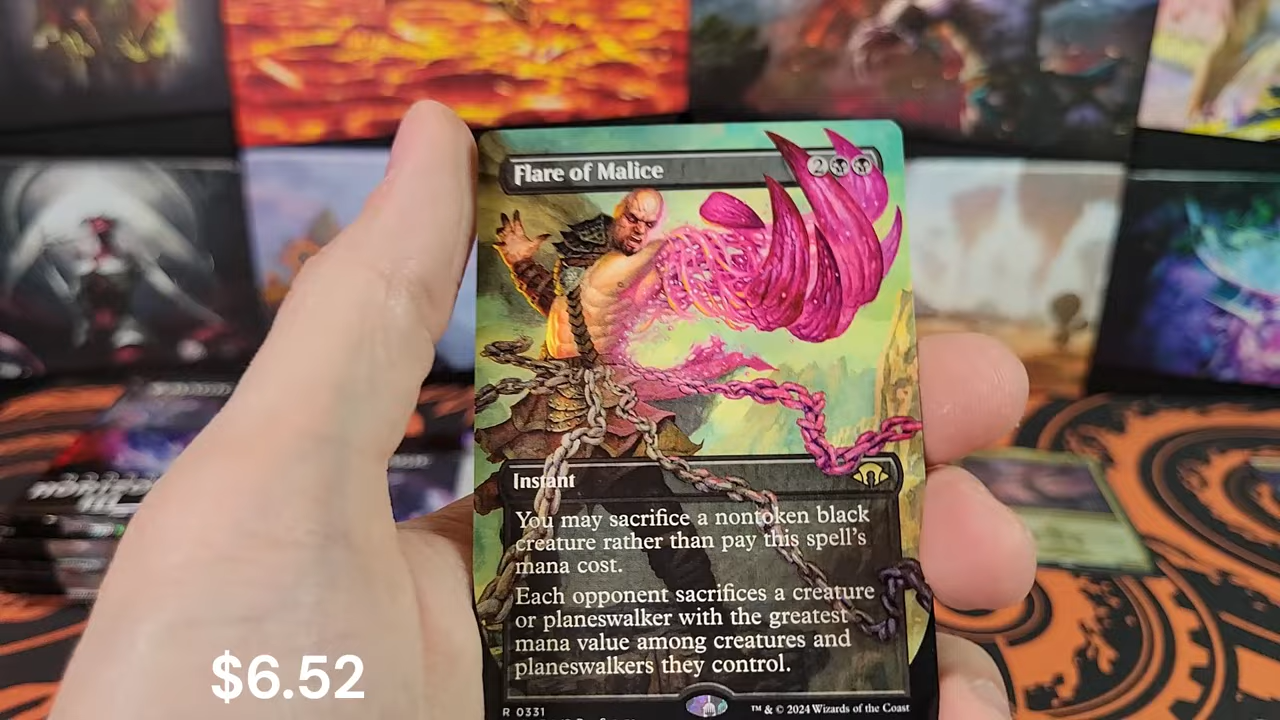 Flare of Malice 2
Instant
You may sacrifice a nontoken black
creature rather than pay this spell's
mana cost.
Each opponent sacrifices a creature
or planeswalker with the greatest
mana value among creatures and
planeswalkers they control.
R 0331
™ & © 2024 Wizards of the Coast
$6.52